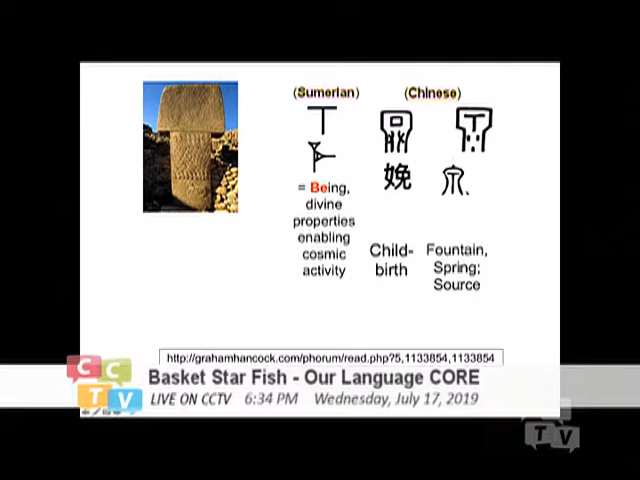 (Sumerian)
(Chinese)
娩
= Being,
divine
properties
enabling
cosmic
activity
Child-
birth
Fountain,
Spring;
Source
http://grahamhancock.com/phorum/read.php?5,1133854,1133854
CCTV
Basket Star Fish - Our Language CORE
LIVE ON CCTV 6:34 PM Wednesday, July 17, 2019
TV